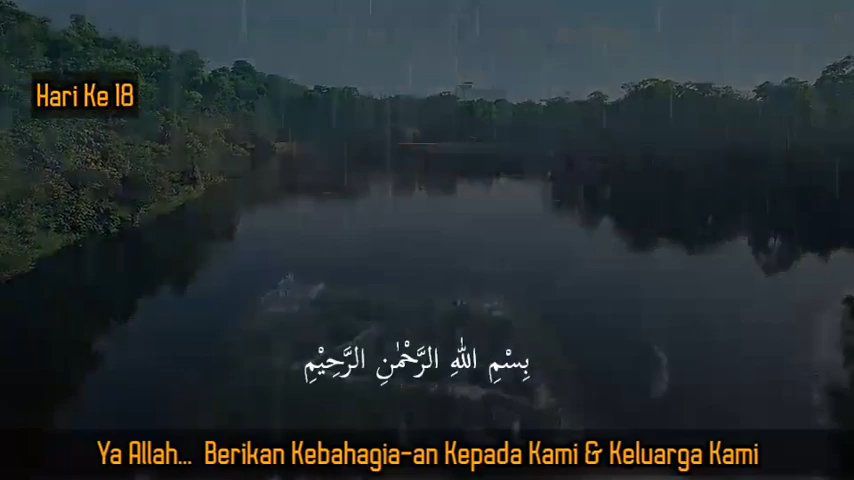 Hari Ke 18
بِسْمِ اللّٰهِ الرَّحْمٰنِ الرَّحِيْمِ
Ya Allah... Berikan Kebahagia-an Kepada Kami & Keluarga Kami